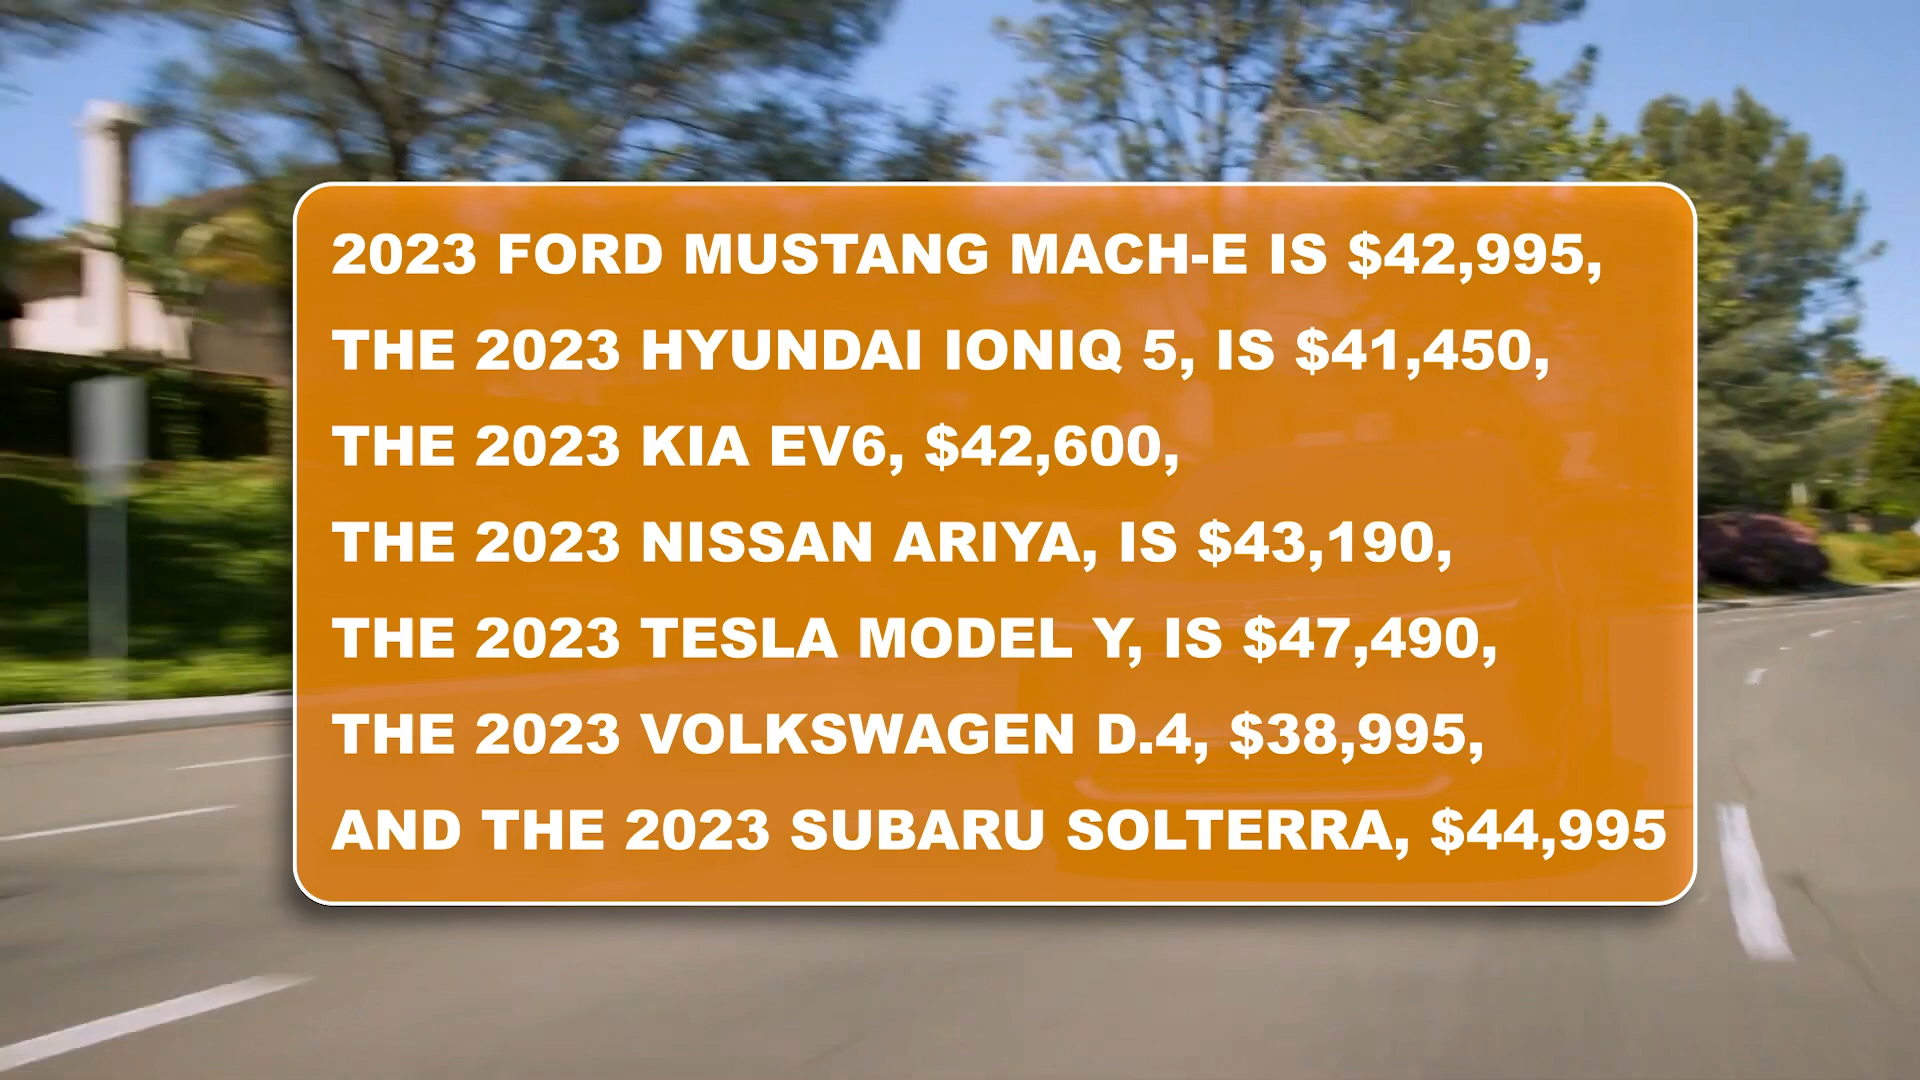 2023 FORD MUSTANG MACH-E IS $42,995,
THE 2023 HYUNDAI IONIQ 5, IS $41,450,
THE 2023 KIA EV6, $42,600,
THE 2023 NISSAN ARIYA, IS $43,190,
THE 2023 TESLA MODEL Y, IS $47,490,
THE 2023 VOLKSWAGEN D.4, $38,995,
AND THE 2023 SUBARU SOLTERRA, $44,995